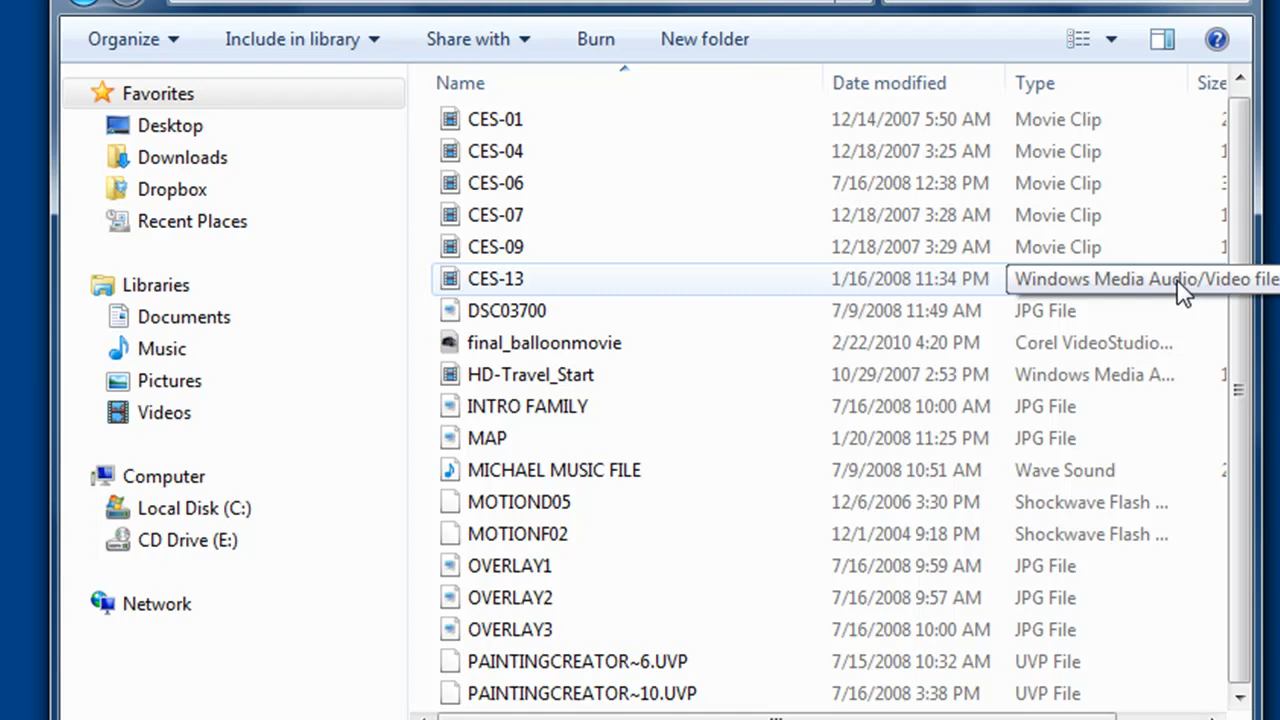 Organize Include in library Share with Burn New folder
Favorites
Desktop
Downloads
Dropbox
Recent Places
Libraries
Documents
Music
Pictures
Videos
Computer
Local Disk (C:)
CD Drive (E:)
Network
Name Date modified Type Size
CES-01 12/14/2007 5:50 AM Movie Clip
CES-04 12/18/2007 3:25 AM Movie Clip
CES-06 7/16/2008 12:38 PM Movie Clip
CES-07 12/18/2007 3:28 AM Movie Clip
CES-09 12/18/2007 3:29 AM Movie Clip
CES-13 1/16/2008 11:34 PM Windows Media Audio/Video file
DSC03700 7/9/2008 11:49 AM JPG File
final_balloonmovie 2/22/2010 4:20 PM Corel VideoStudio...
HD-Travel_Start 10/29/2007 2:53 PM Windows Media A...
INTRO FAMILY 7/16/2008 10:00 AM JPG File
MAP 1/20/2008 11:25 PM JPG File
MICHAEL MUSIC FILE 7/9/2008 10:51 AM Wave Sound
MOTIOND05 12/6/2006 3:30 PM Shockwave Flash ...
MOTIONF02 12/1/2004 9:18 PM Shockwave Flash ...
OVERLAY1 7/16/2008 9:59 AM JPG File
OVERLAY2 7/16/2008 9:57 AM JPG File
OVERLAY3 7/16/2008 10:00 AM JPG File
PAINTINGCREATOR~6.UVP 7/15/2008 10:32 AM UVP File
PAINTINGCREATOR~10.UVP 7/16/2008 3:38 PM UVP File